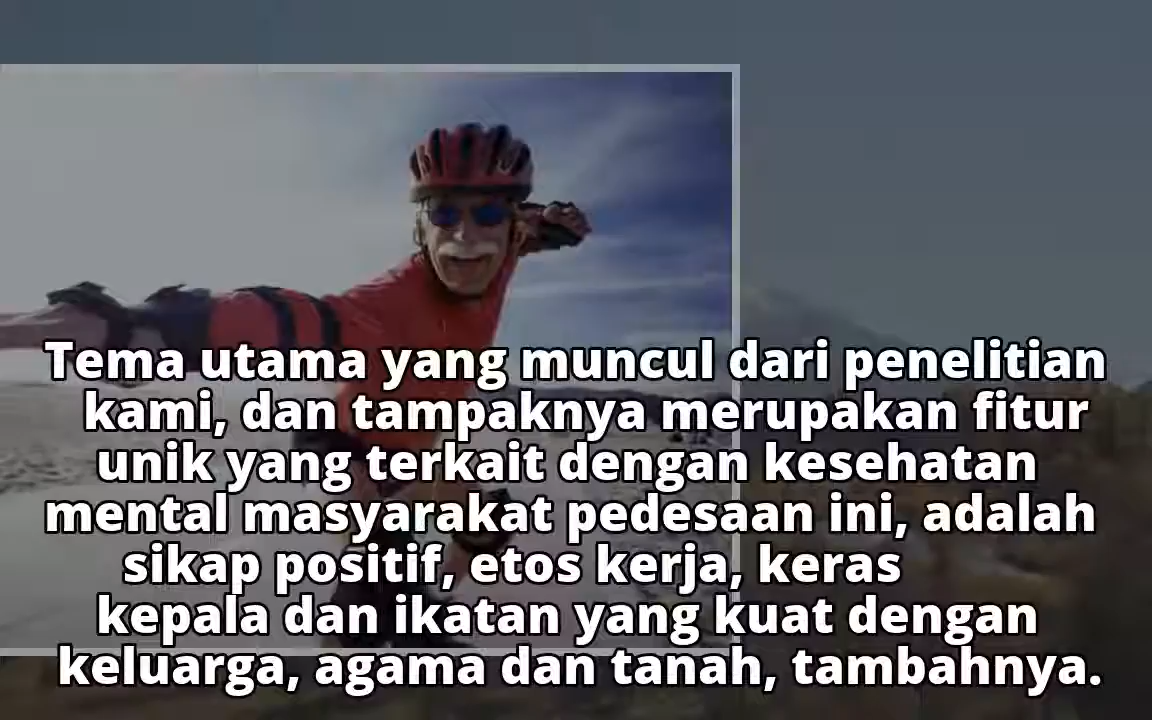 Tema utama yang muncul dari penelitian
kami, dan tampaknya merupakan fitur
unik yang terkait dengan kesehatan
mental masyarakat pedesaan ini, adalah
sikap positif, etos kerja, keras
kepala dan ikatan yang kuat dengan
keluarga, agama dan tanah, tambahnya.